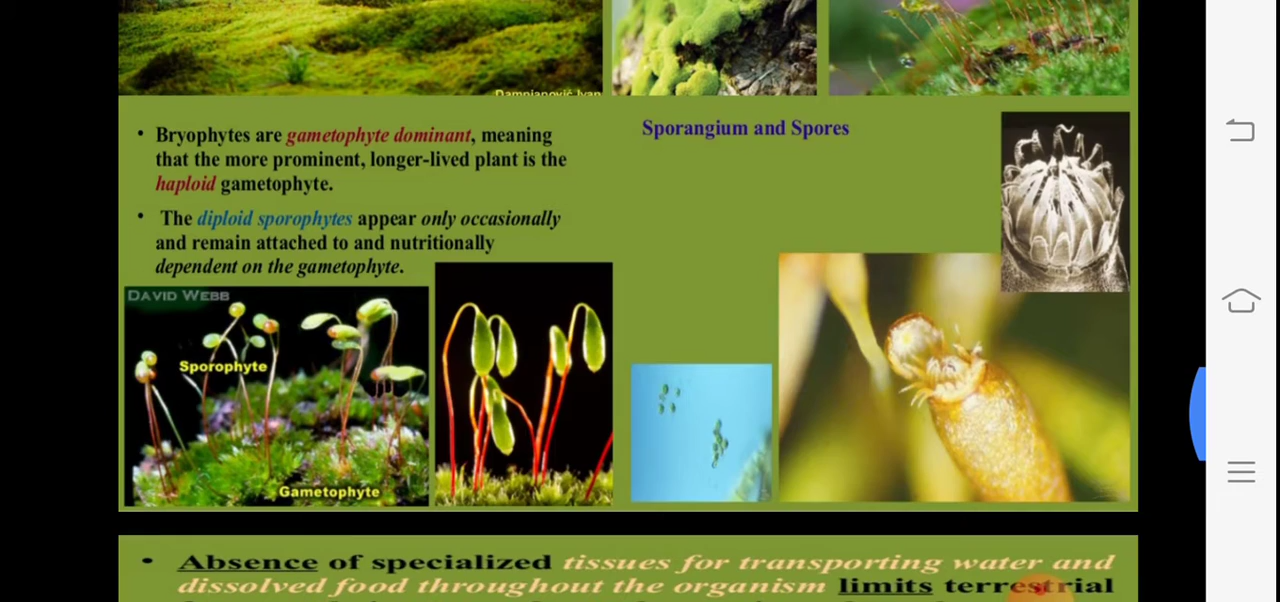 Damnjanović Ivan
• Bryophytes are gametophyte dominant, meaning
that the more prominent, longer-lived plant is the
haploid gametophyte.
• The diploid sporophytes appear only occasionally
and remain attached to and nutritionally
dependent on the gametophyte.
Sporangium and Spores
DAVID WEBB
Sporophyte
Gametophyte
• Absence of specialized tissues for transporting water and
dissolved food throughout the organism limits terrestrial